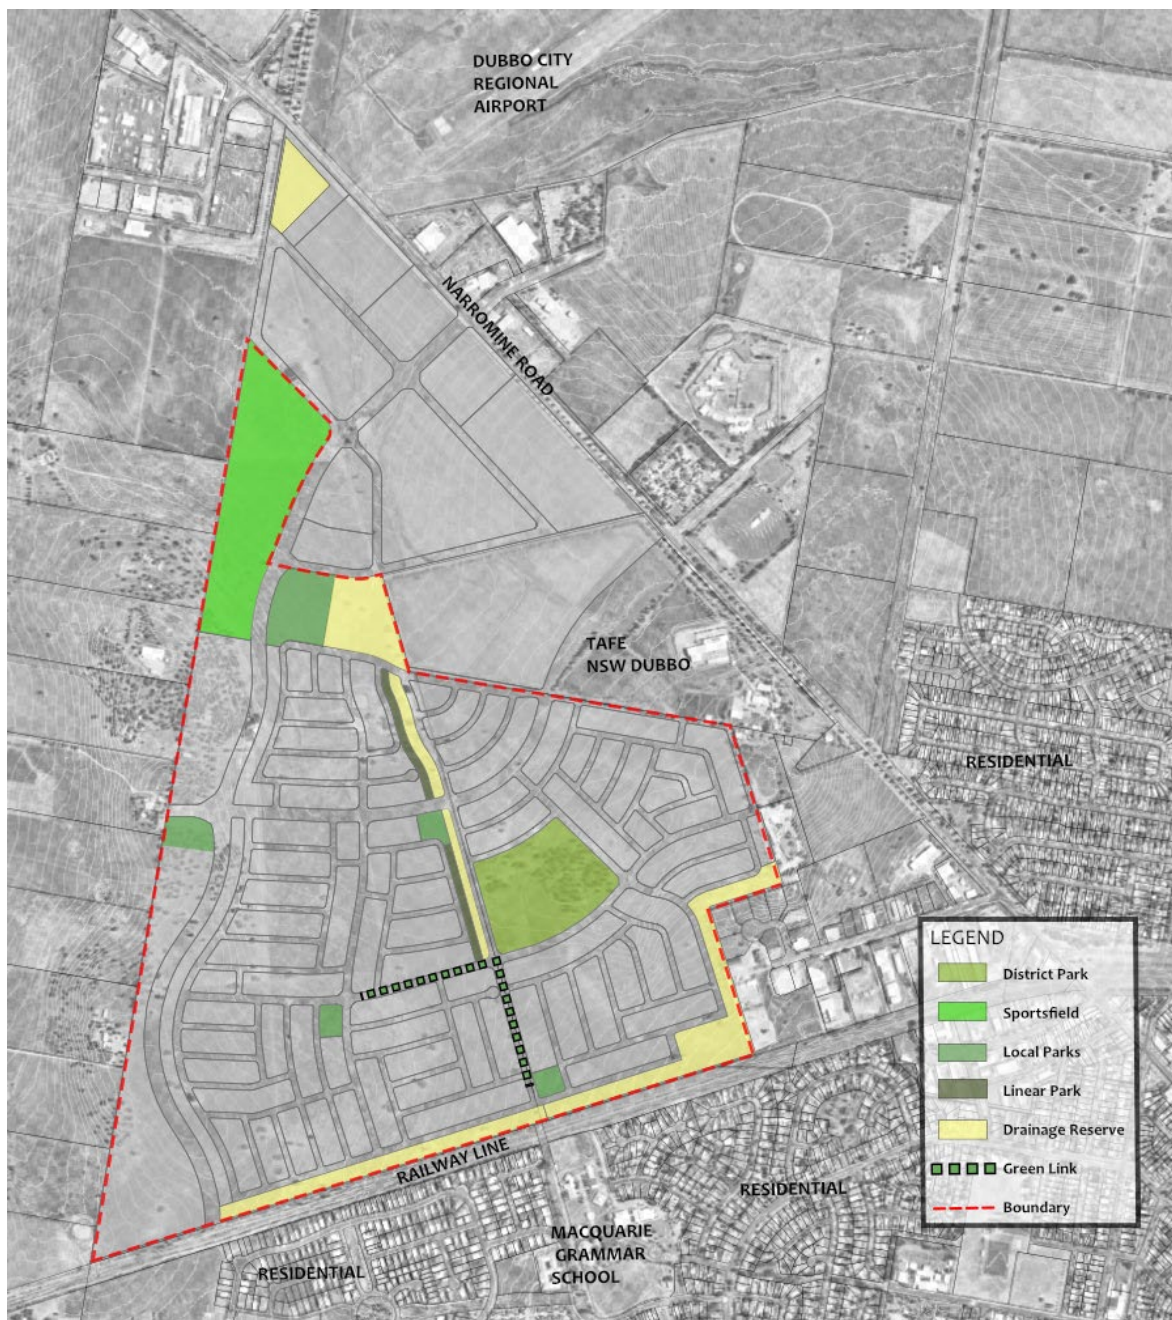 DUBBO CITY
REGIONAL
AIRPORT
NARROMINE ROAD
TAFE
NSW DUBBO
RESIDENTIAL
LEGEND
District Park
Sportsfield
Local Parks
Linear Park
Drainage Reserve
Green Link
Boundary
RAILWAY LINE
RESIDENTIAL
MACQUARIE
GRAMMAR
SCHOOL
RESIDENTIAL